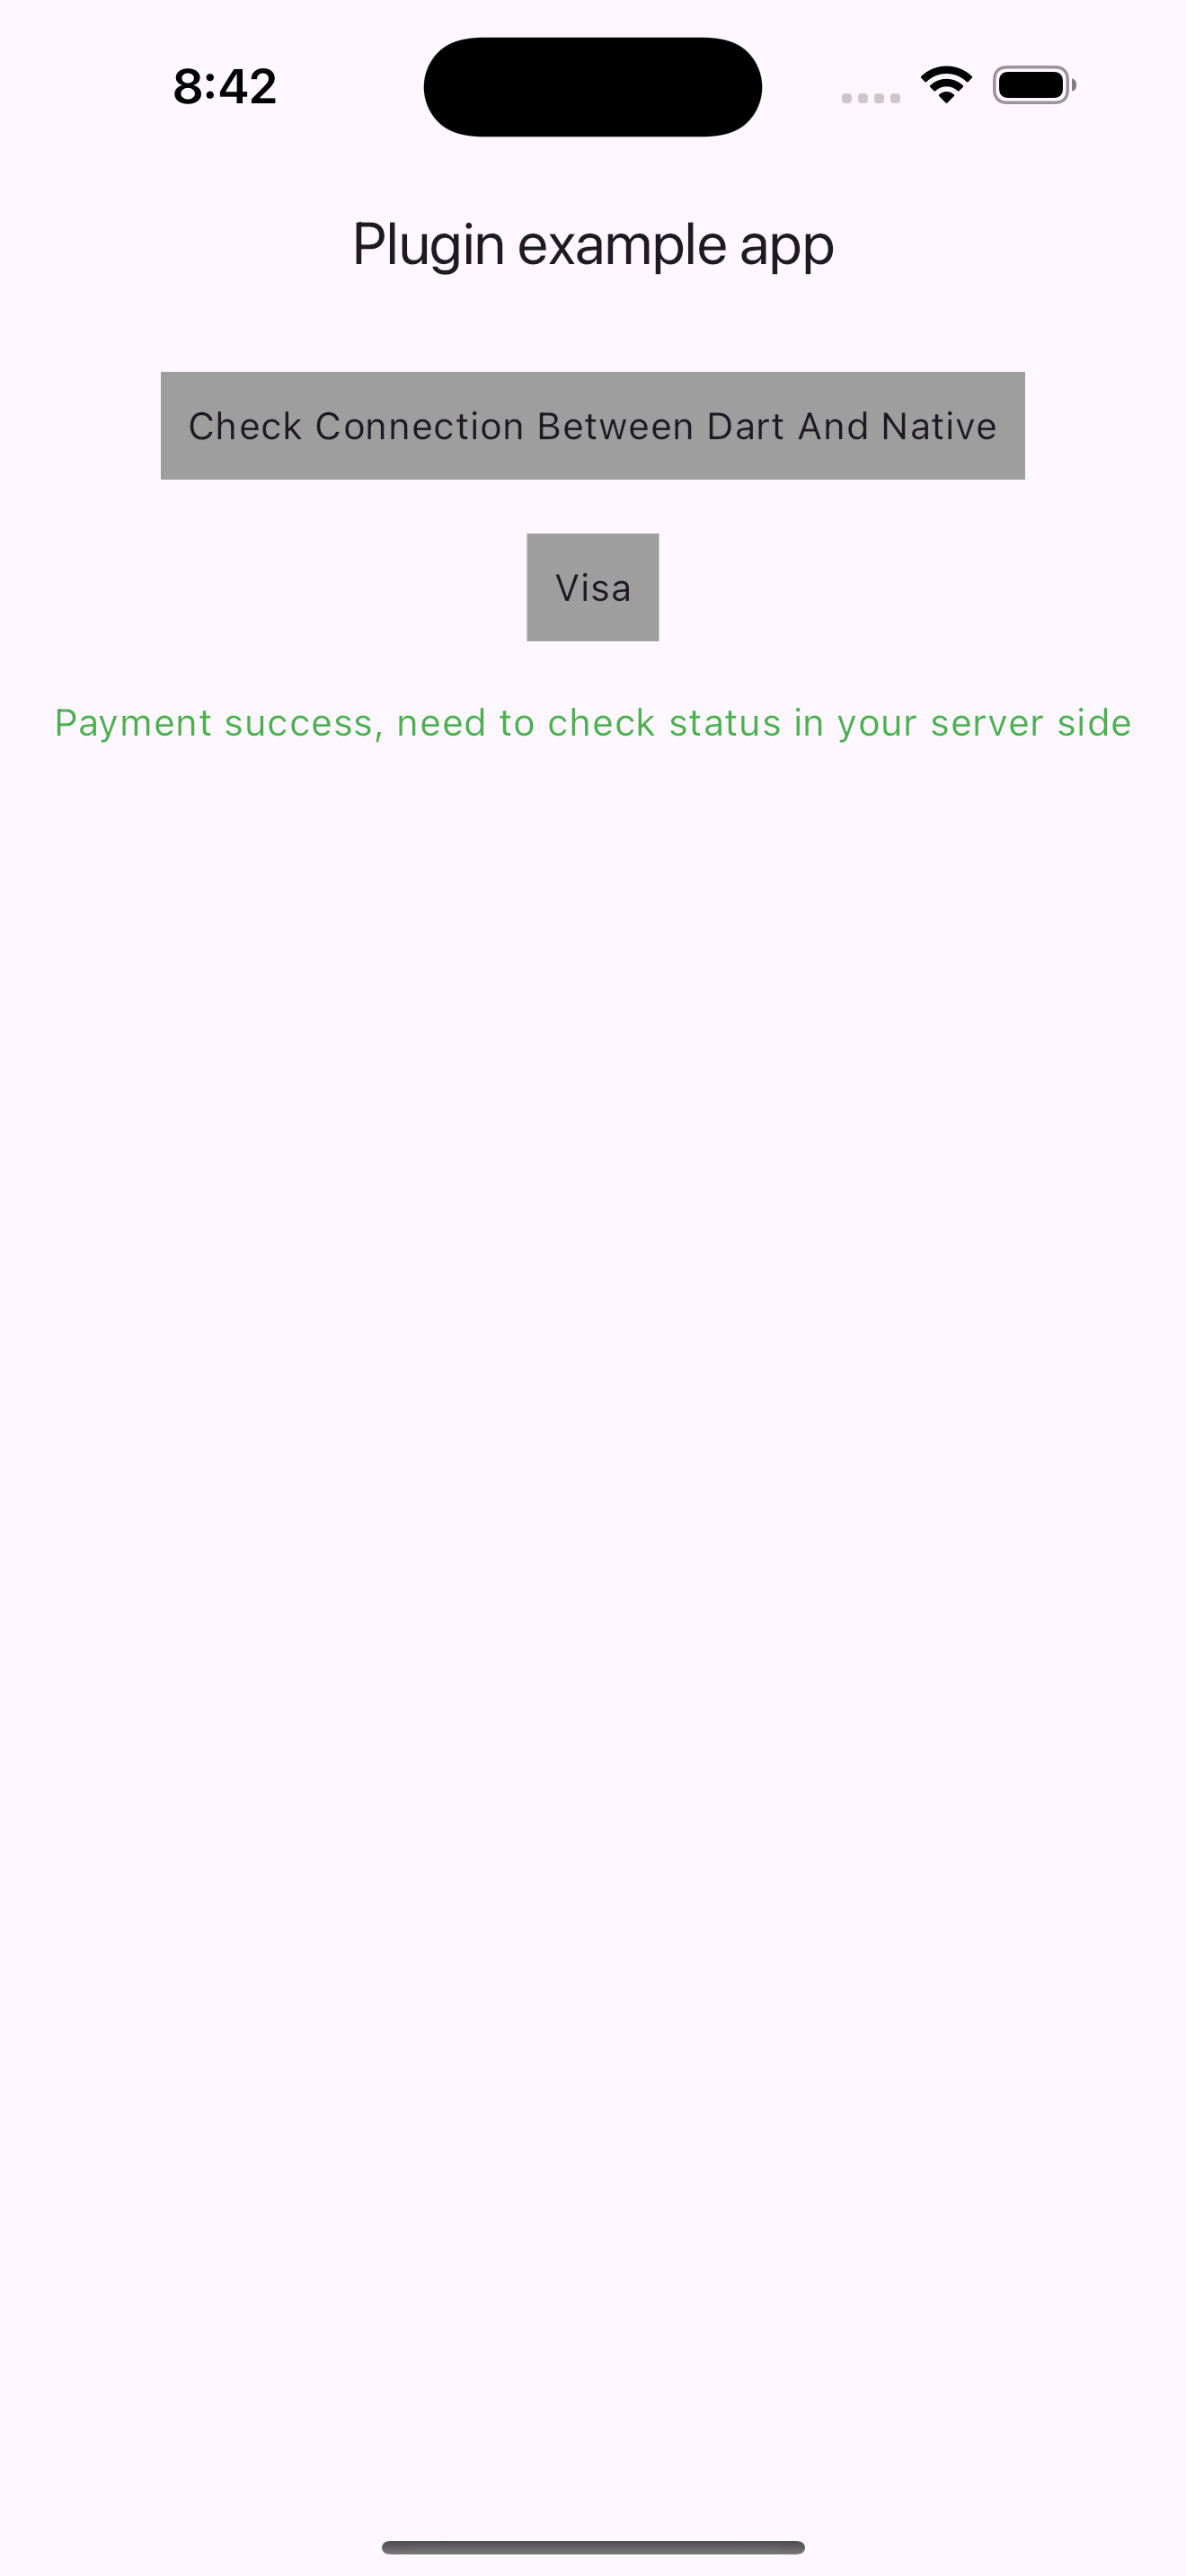 8:42
Plugin example app
Check Connection Between Dart And Native
Visa
Payment success, need to check status in your server side